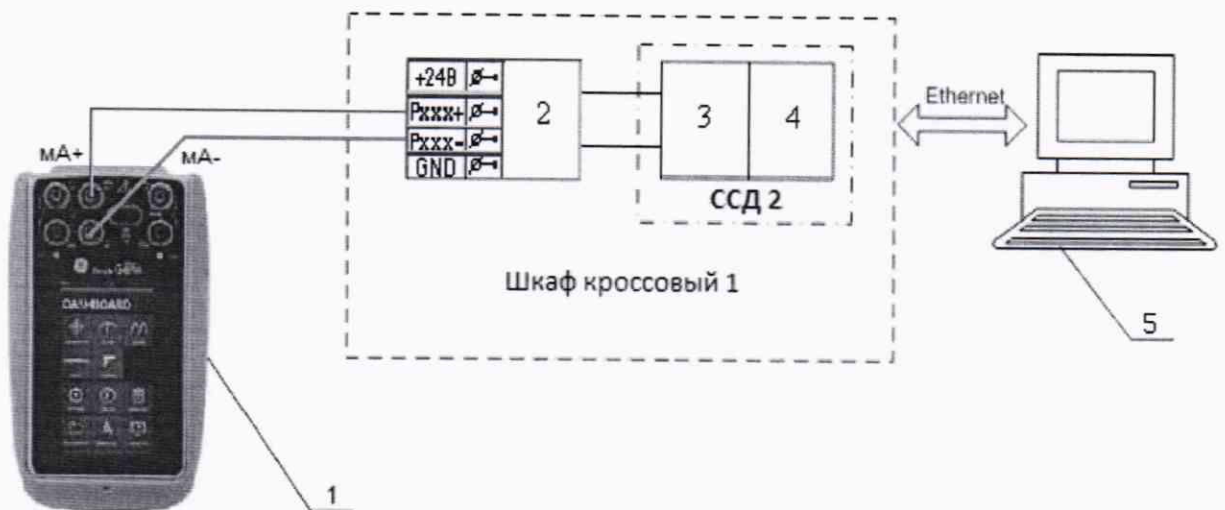 +24В
Pxxx+
Pxxx-
GND
2
3
4
ССД 2
Ethernet
мА+
мА-
DASHBOARD
Шкаф кроссовый 1
5
1